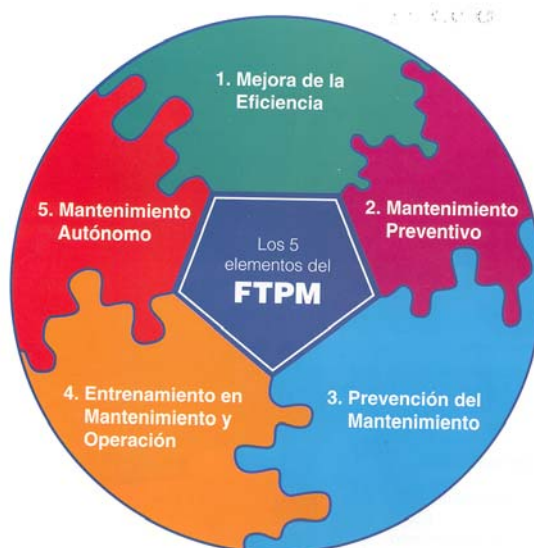 1. Mejora de la
Eficiencia
2. Mantenimiento
Preventivo
3. Prevención del
Mantenimiento
4. Entrenamiento en
Mantenimiento y
Operación
5. Mantenimiento
Autónomo
Los 5
elementos del
FTPM